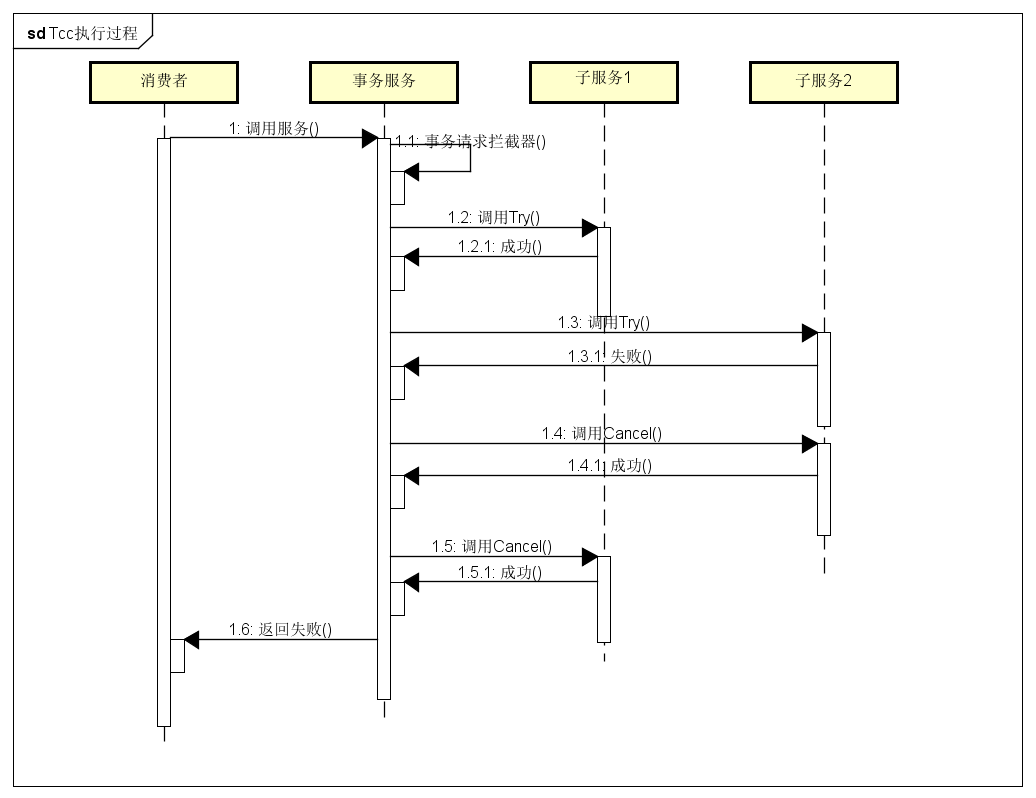 sd Tcc执行过程
消费者
事务服务
子服务1
子服务2
1: 调用服务()
1.1: 事务请求拦截器()
1.2: 调用Try()
1.2.1: 成功()
1.3: 调用Try()
1.3.1: 失败()
1.4: 调用Cancel()
1.4.1: 成功()
1.5: 调用Cancel()
1.5.1: 成功()
1.6: 返回失败()